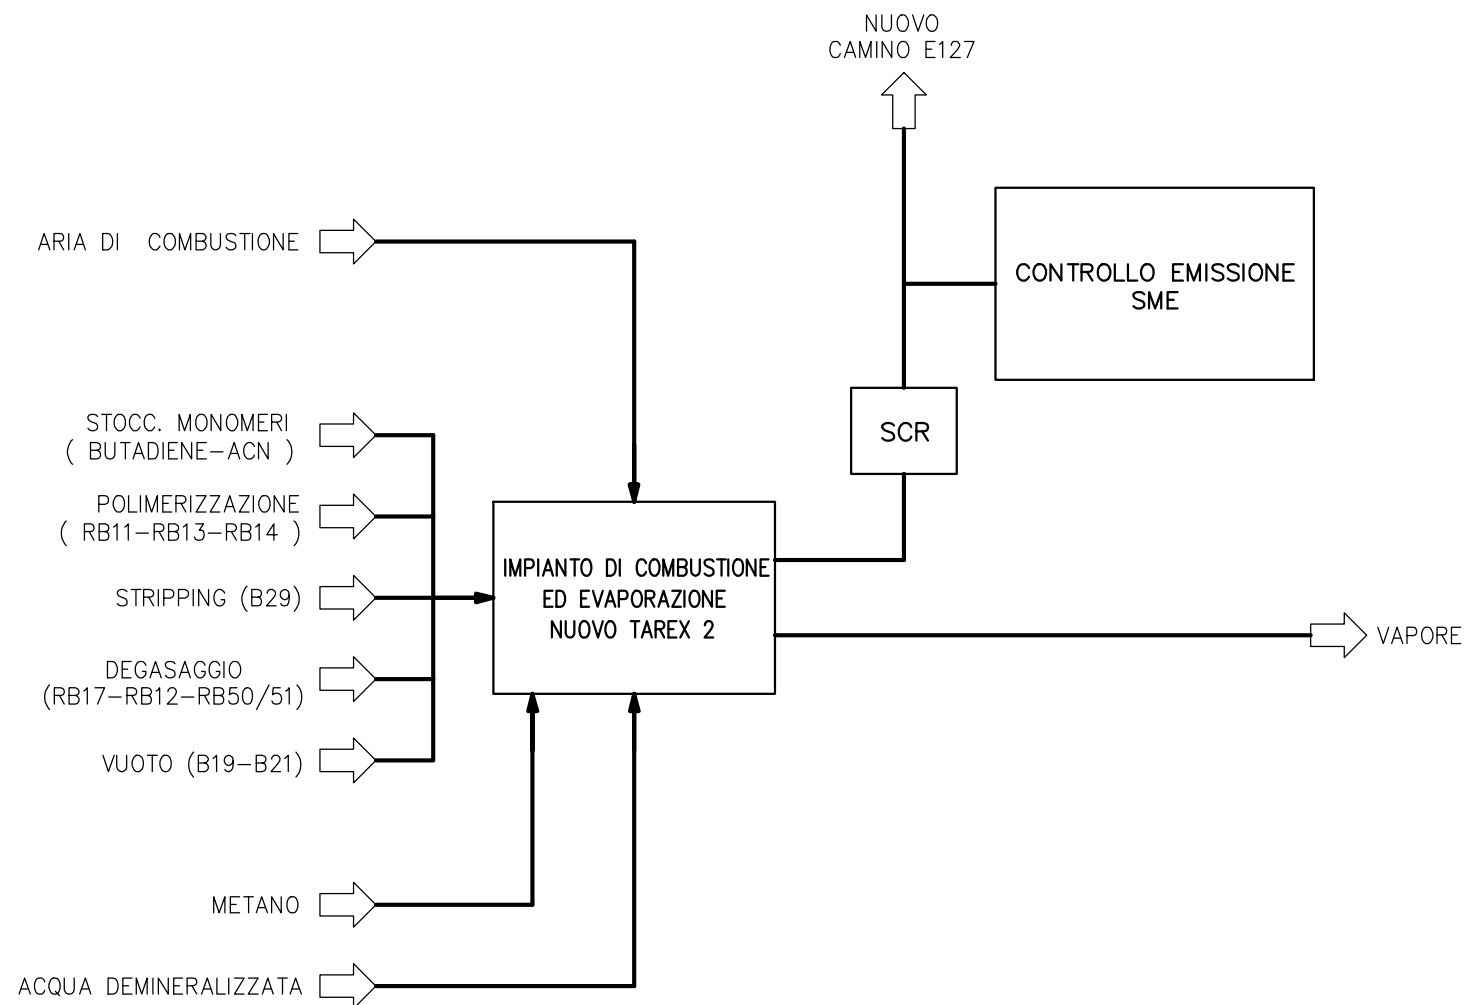 NUOVO
CAMINO E127
ARIA DI COMBUSTIONE
CONTROLLO EMISSIONE
SME
STOCC. MONOMERI
( BUTADIENE-ACN )
SCR
POLIMERIZZAZIONE
( RB11-RB13-RB14 )
STRIPPING (B29)
IMPIANTO DI COMBUSTIONE
ED EVAPORAZIONE
NUOVO TAREX 2
VAPORE
DEGASAGGIO
(RB17-RB12-RB50/51)
VUOTO (B19-B21)
METANO
ACQUA DEMINERALIZZATA